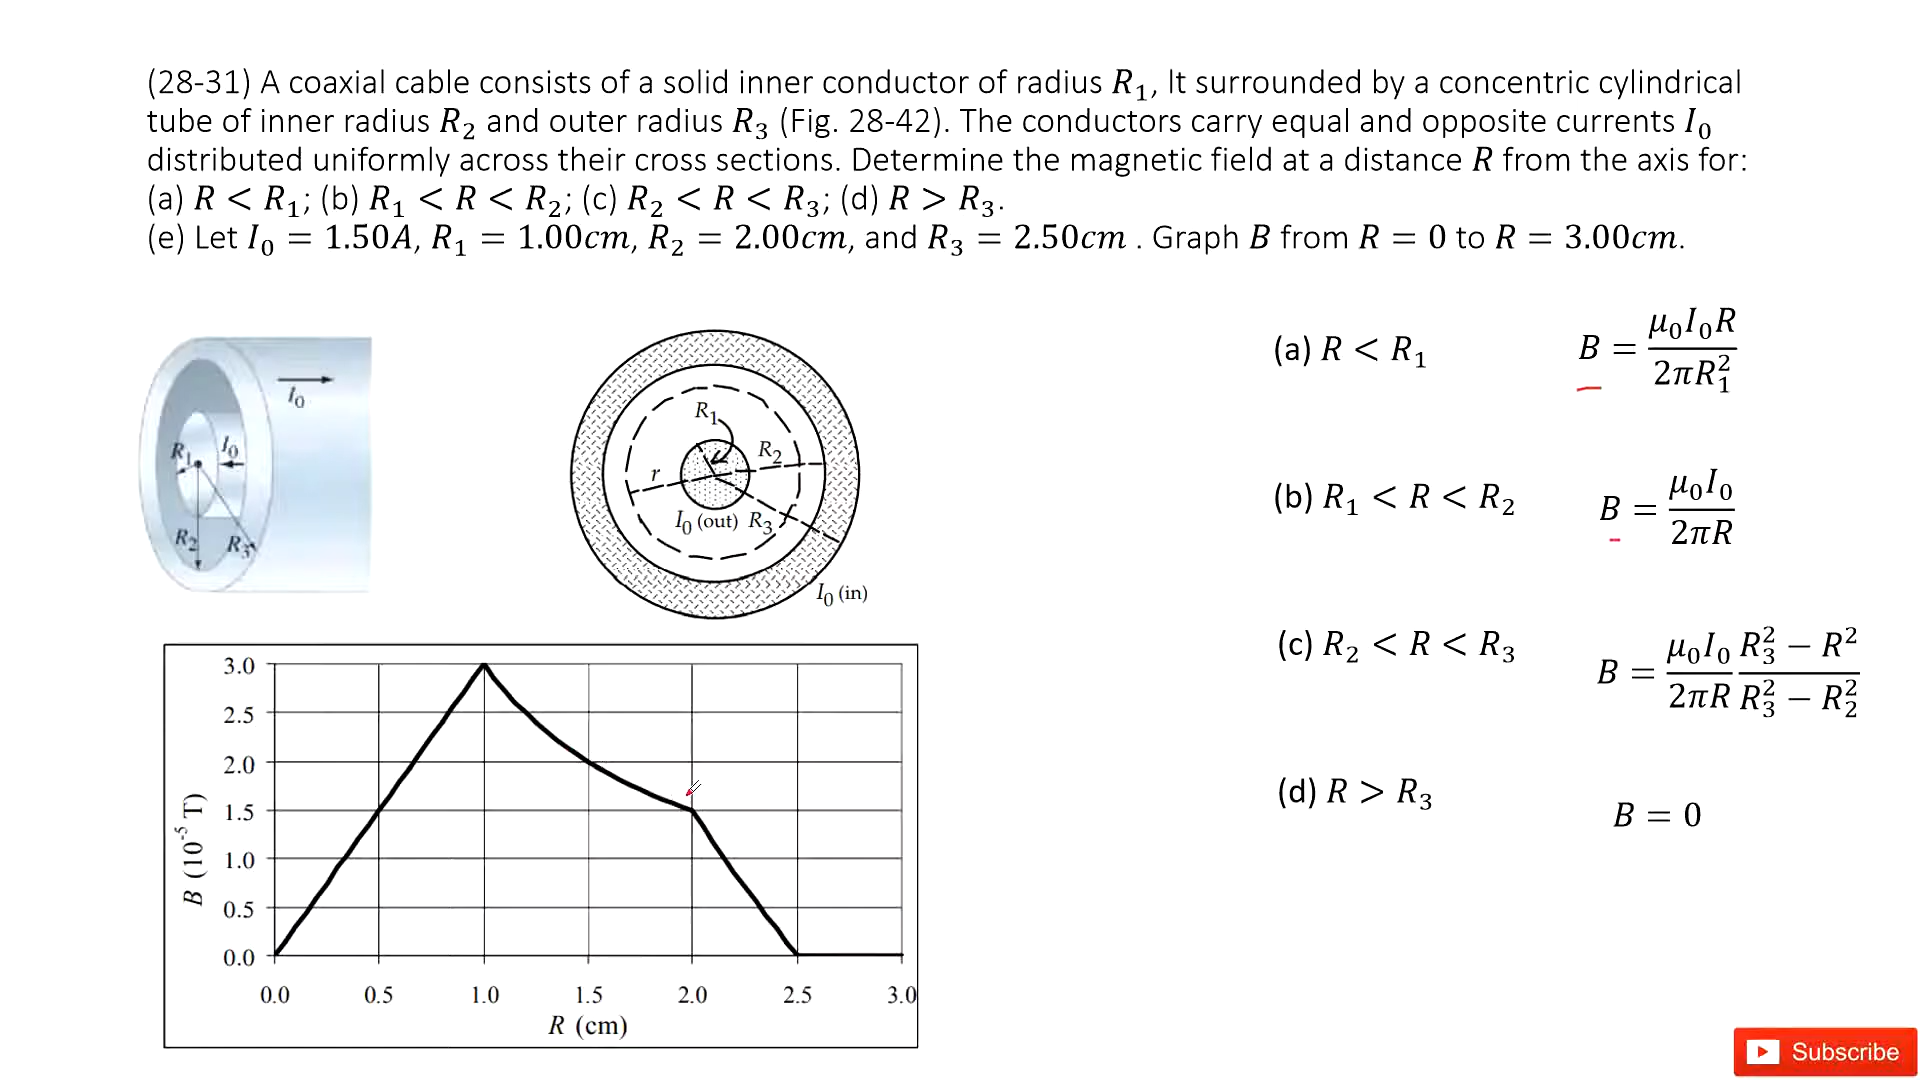 (28-31) A coaxial cable consists of a solid inner conductor of radius R₁, It surrounded by a concentric cylindrical
tube of inner radius R₂ and outer radius R₃ (Fig. 28-42). The conductors carry equal and opposite currents I₀
distributed uniformly across their cross sections. Determine the magnetic field at a distance R from the axis for:
(a) R < R₁; (b) R₁ < R < R₂; (c) R₂ < R < R₃; (d) R > R₃.
(e) Let I₀ = 1.50A, R₁ = 1.00cm, R₂ = 2.00cm, and R₃ = 2.50cm . Graph B from R = 0 to R = 3.00cm.
I₀
R₁
I₀
R₂
R₃
R₁
R₂
r
I₀ (out)
R₃
I₀ (in)
(a) R < R₁
B = μ₀I₀R / 2πR₁²
(b) R₁ < R < R₂
B = μ₀I₀ / 2πR
(c) R₂ < R < R₃
B = μ₀I₀ / 2πR R₃² − R² / R₃² − R₂²
(d) R > R₃
B = 0
3.0
2.5
2.0
1.5
1.0
0.5
0.0
B (10⁻⁵ T)
0.0 0.5 1.0 1.5 2.0 2.5 3.0
R (cm)
Subscribe